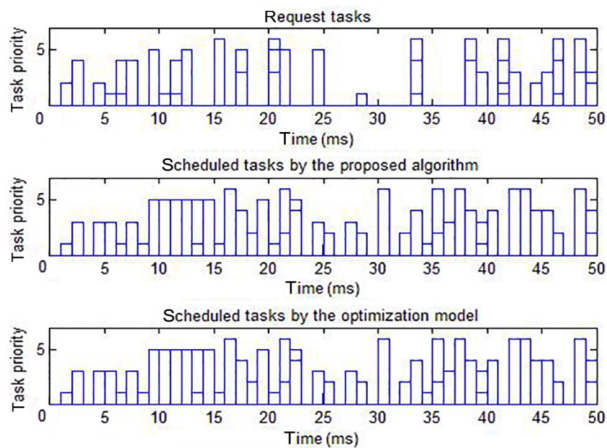 Request tasks
Task priority
5
0 5 10 15 20 25 30 35 40 45 50
Time (ms)
Scheduled tasks by the proposed algorithm
Task priority
5
0 5 10 15 20 25 30 35 40 45 50
Time (ms)
Scheduled tasks by the optimization model
Task priority
5
0 5 10 15 20 25 30 35 40 45 50
Time (ms)